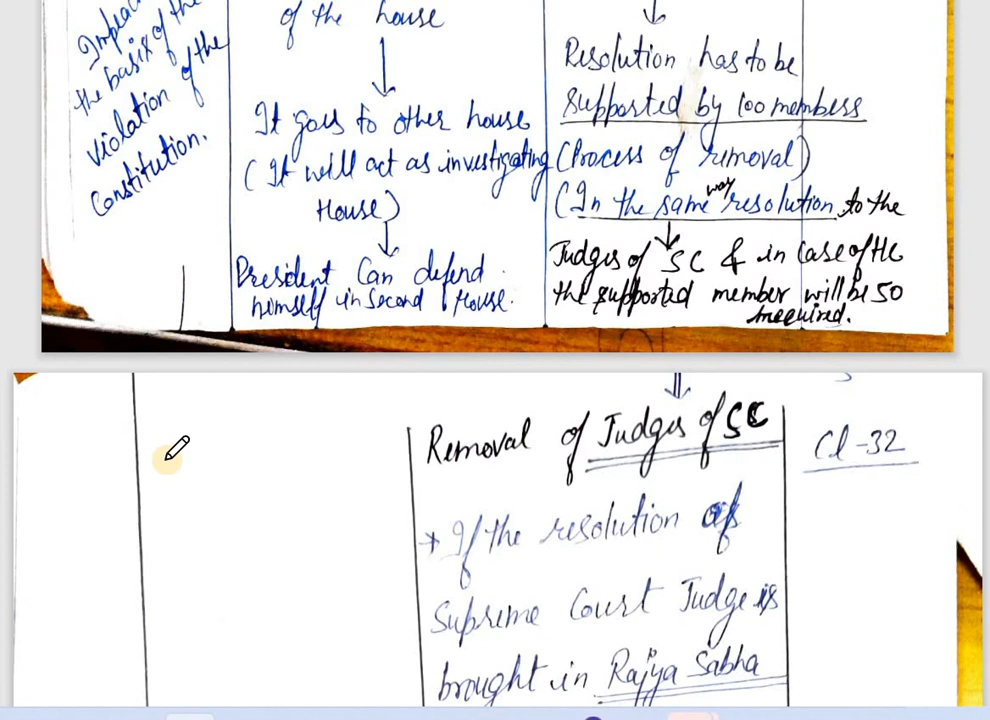 Impeac
the basis of the
violation of the
Constitution.
of the house
It goes to other house
(It will act as investigating
House)
President Can defend
himself in Second House.
Resolution has to be
supported by 100 members
(Process of removal)
(In the same way resolution to the
Judges of SC & in case of the
the supported member will be 50
required.
Removal of Judges of SC
* If the resolution of
Supreme Court Judge is
brought in Rajya Sabha
Cl-32